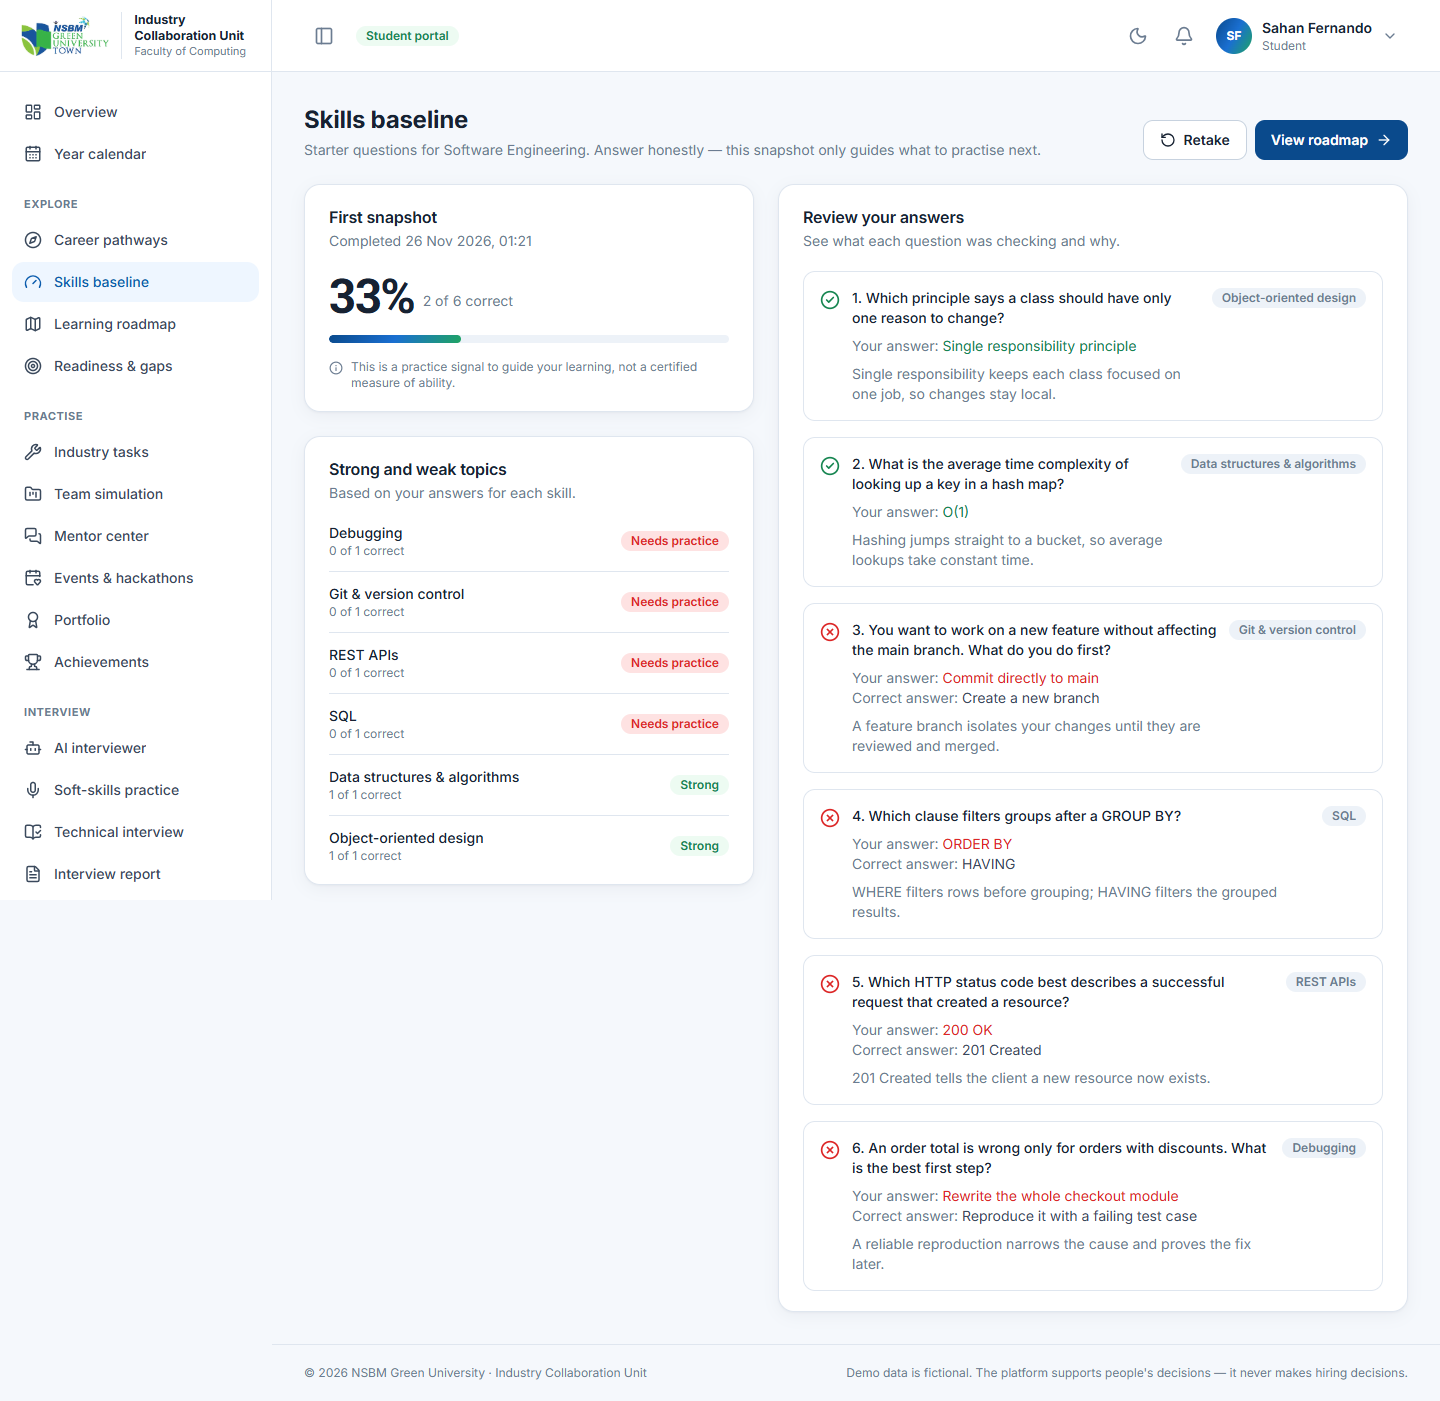 NSBM
GREEN
UNIVERSITY
TOWN
Industry
Collaboration Unit
Faculty of Computing
Student portal
SF
Sahan Fernando
Student
Overview
Year calendar
EXPLORE
Career pathways
Skills baseline
Learning roadmap
Readiness & gaps
PRACTISE
Industry tasks
Team simulation
Mentor center
Events & hackathons
Portfolio
Achievements
INTERVIEW
AI interviewer
Soft-skills practice
Technical interview
Interview report
Skills baseline
Starter questions for Software Engineering. Answer honestly — this snapshot only guides what to practise next.
Retake
View roadmap
First snapshot
Completed 26 Nov 2026, 01:21
33% 2 of 6 correct
This is a practice signal to guide your learning, not a certified
measure of ability.
Strong and weak topics
Based on your answers for each skill.
Debugging
0 of 1 correct
Needs practice
Git & version control
0 of 1 correct
Needs practice
REST APIs
0 of 1 correct
Needs practice
SQL
0 of 1 correct
Needs practice
Data structures & algorithms
1 of 1 correct
Strong
Object-oriented design
1 of 1 correct
Strong
Review your answers
See what each question was checking and why.
1. Which principle says a class should have only
one reason to change?
Object-oriented design
Your answer: Single responsibility principle
Single responsibility keeps each class focused on
one job, so changes stay local.
2. What is the average time complexity of
looking up a key in a hash map?
Data structures & algorithms
Your answer: O(1)
Hashing jumps straight to a bucket, so average
lookups take constant time.
3. You want to work on a new feature without affecting
the main branch. What do you do first?
Git & version control
Your answer: Commit directly to main
Correct answer: Create a new branch
A feature branch isolates your changes until they are
reviewed and merged.
4. Which clause filters groups after a GROUP BY?
SQL
Your answer: ORDER BY
Correct answer: HAVING
WHERE filters rows before grouping; HAVING filters the grouped
results.
5. Which HTTP status code best describes a successful
request that created a resource?
REST APIs
Your answer: 200 OK
Correct answer: 201 Created
201 Created tells the client a new resource now exists.
6. An order total is wrong only for orders with discounts. What
is the best first step?
Debugging
Your answer: Rewrite the whole checkout module
Correct answer: Reproduce it with a failing test case
A reliable reproduction narrows the cause and proves the fix
later.
© 2026 NSBM Green University · Industry Collaboration Unit
Demo data is fictional. The platform supports people's decisions — it never makes hiring decisions.